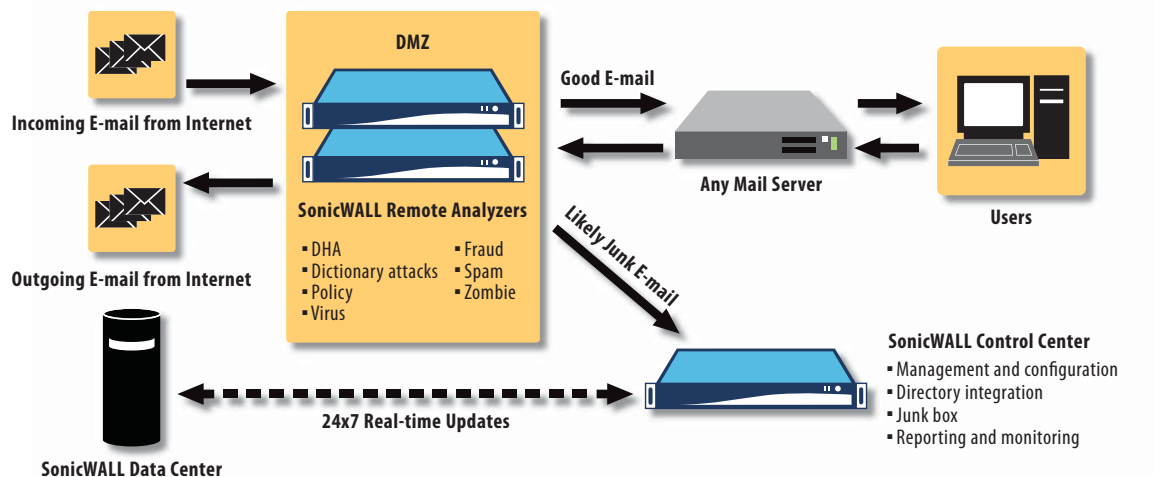 DMZ
Good E-mail
Incoming E-mail from Internet
Any Mail Server
Users
SonicWALL Remote Analyzers
▪ DHA
▪ Dictionary attacks
▪ Policy
▪ Virus
▪ Fraud
▪ Spam
▪ Zombie
Likely Junk E-mail
Outgoing E-mail from Internet
SonicWALL Control Center
▪ Management and configuration
▪ Directory integration
▪ Junk box
▪ Reporting and monitoring
24x7 Real-time Updates
SonicWALL Data Center